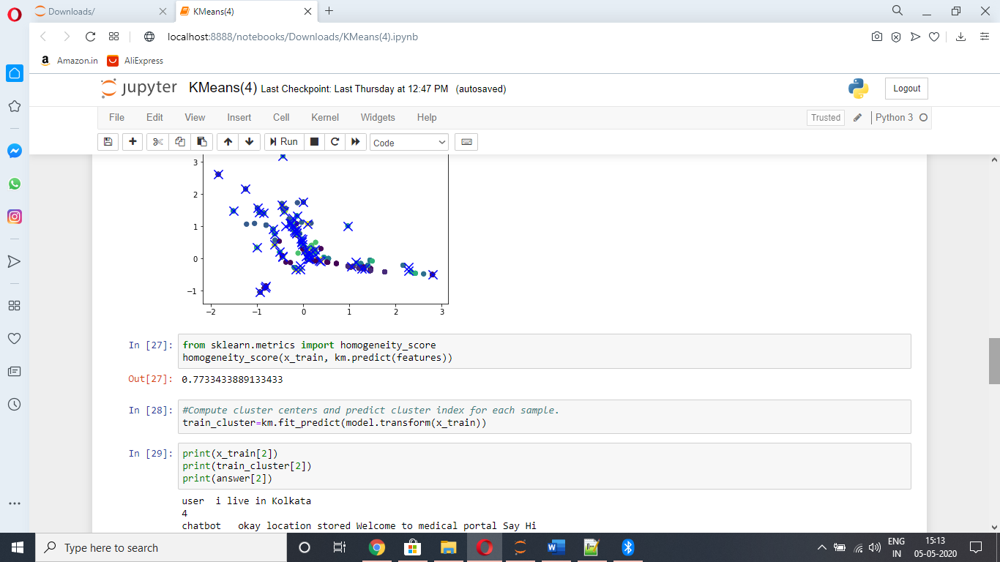 Downloads/
KMeans(4)
localhost:8888/notebooks/Downloads/KMeans(4).ipynb
a Amazon.in
AliExpress
jupyter KMeans(4) Last Checkpoint: Last Thursday at 12:47 PM (autosaved)
Logout
File Edit View Insert Cell Kernel Widgets Help
Trusted
Python 3
Run
Code
3
2
1
0
−1
−2 −1 0 1 2 3
In [27]: from sklearn.metrics import homogeneity_score
homogeneity_score(x_train, km.predict(features))
Out[27]: 0.7733433889133433
In [28]: #Compute cluster centers and predict cluster index for each sample.
train_cluster=km.fit_predict(model.transform(x_train))
In [29]: print(x_train[2])
print(train_cluster[2])
print(answer[2])
user  i live in Kolkata
4
chatbot   okay location stored Welcome to medical portal Say Hi
Type here to search
ENG
IN
15:13
05-05-2020